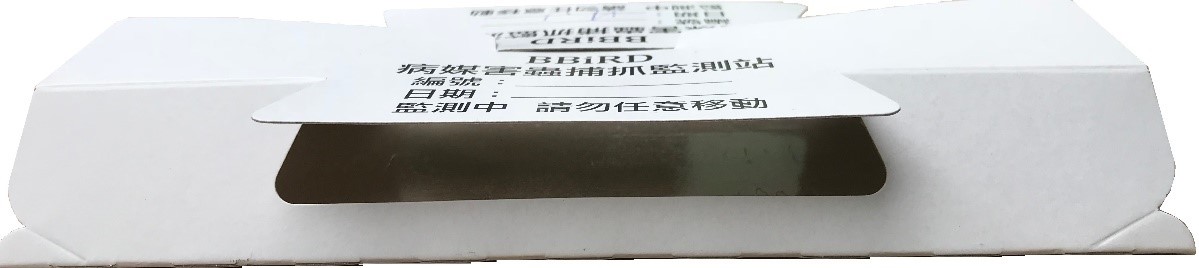 BBiRD
病媒害蟲捕抓監測站
編號：
日期：
監測中 請勿任意移動